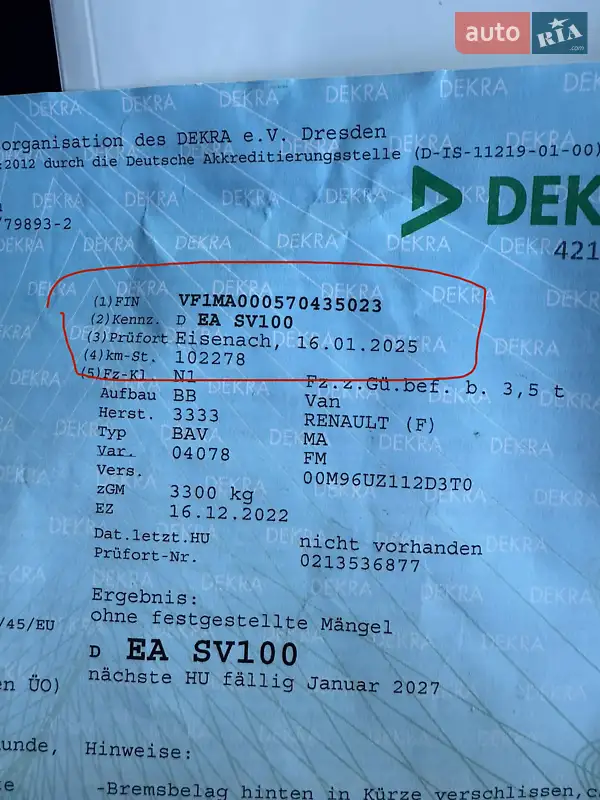 auto RIA .com
organisation des DEKRA e.V. Dresden
:2012 durch die Deutsche Akkreditierungsstelle (D-IS-11219-01-00)
/79893-2
DEK
421
(1)FIN VF1MA000570435023
(2)Kennz. D EA SV100
(3)Prüfort Eisenach, 16.01.2025
(4)km-St. 102278
(5)Fz-Kl. N1 Fz.z.Gü.bef. b. 3,5 t
Aufbau BB Van
Herst. 3333 RENAULT (F)
Typ BAV MA
Var. 04078 FM
Vers. 00M96UZ112D3T0
zGM 3300 kg
EZ 16.12.2022
Dat.letzt.HU nicht vorhanden
Prüfort-Nr. 0213536877
Ergebnis:
/45/EU ohne festgestellte Mängel
D EA SV100
en ÜO) nächste HU fällig Januar 2027
unde, Hinweise:
-Bremsbelag hinten in Kürze verschlissen,